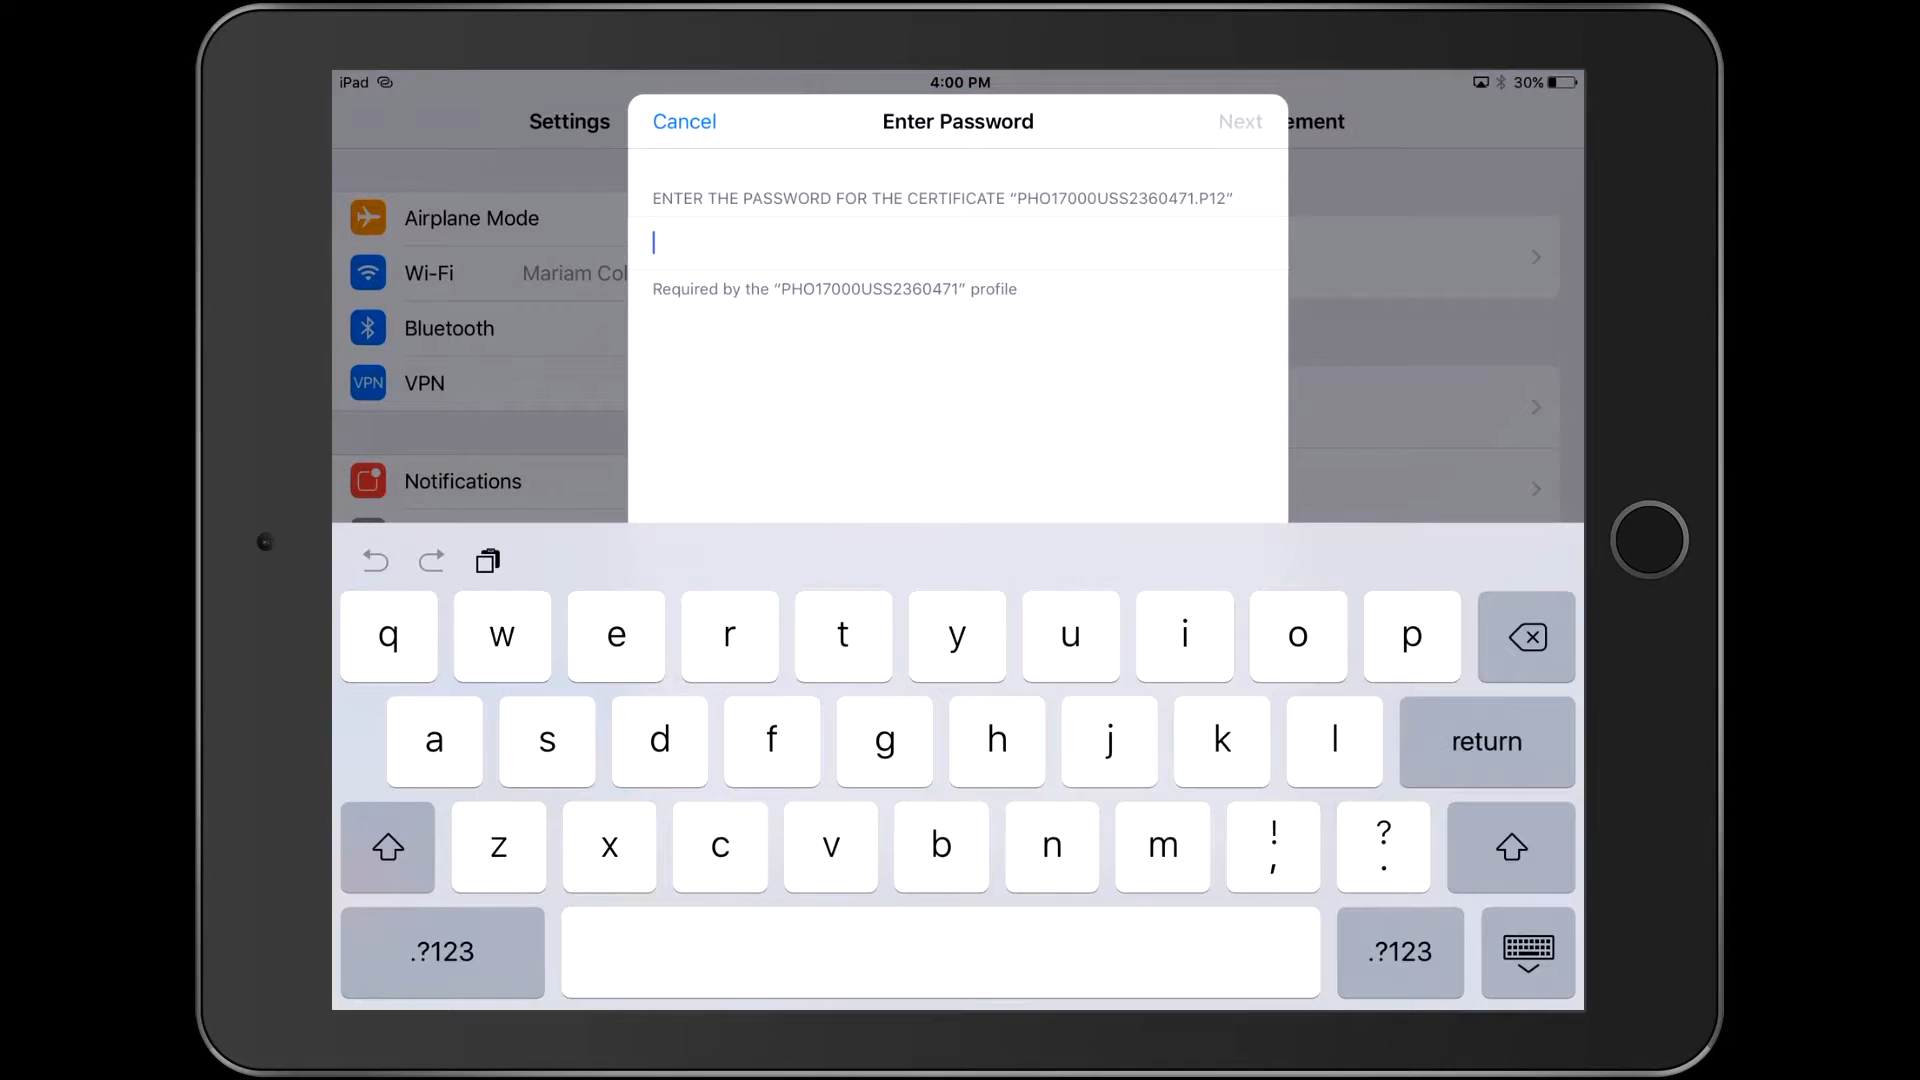 iPad 4:00 PM 30%
Settings Cancel Enter Password Next ement
ENTER THE PASSWORD FOR THE CERTIFICATE “PHO17000USS2360471.P12”
Airplane Mode
Wi-Fi Mariam Col
Required by the “PHO17000USS2360471” profile
Bluetooth
VPN VPN
Notifications
q w e r t y u i o p
a s d f g h j k l return
z x c v b n m ! , ? .
.?123 .?123